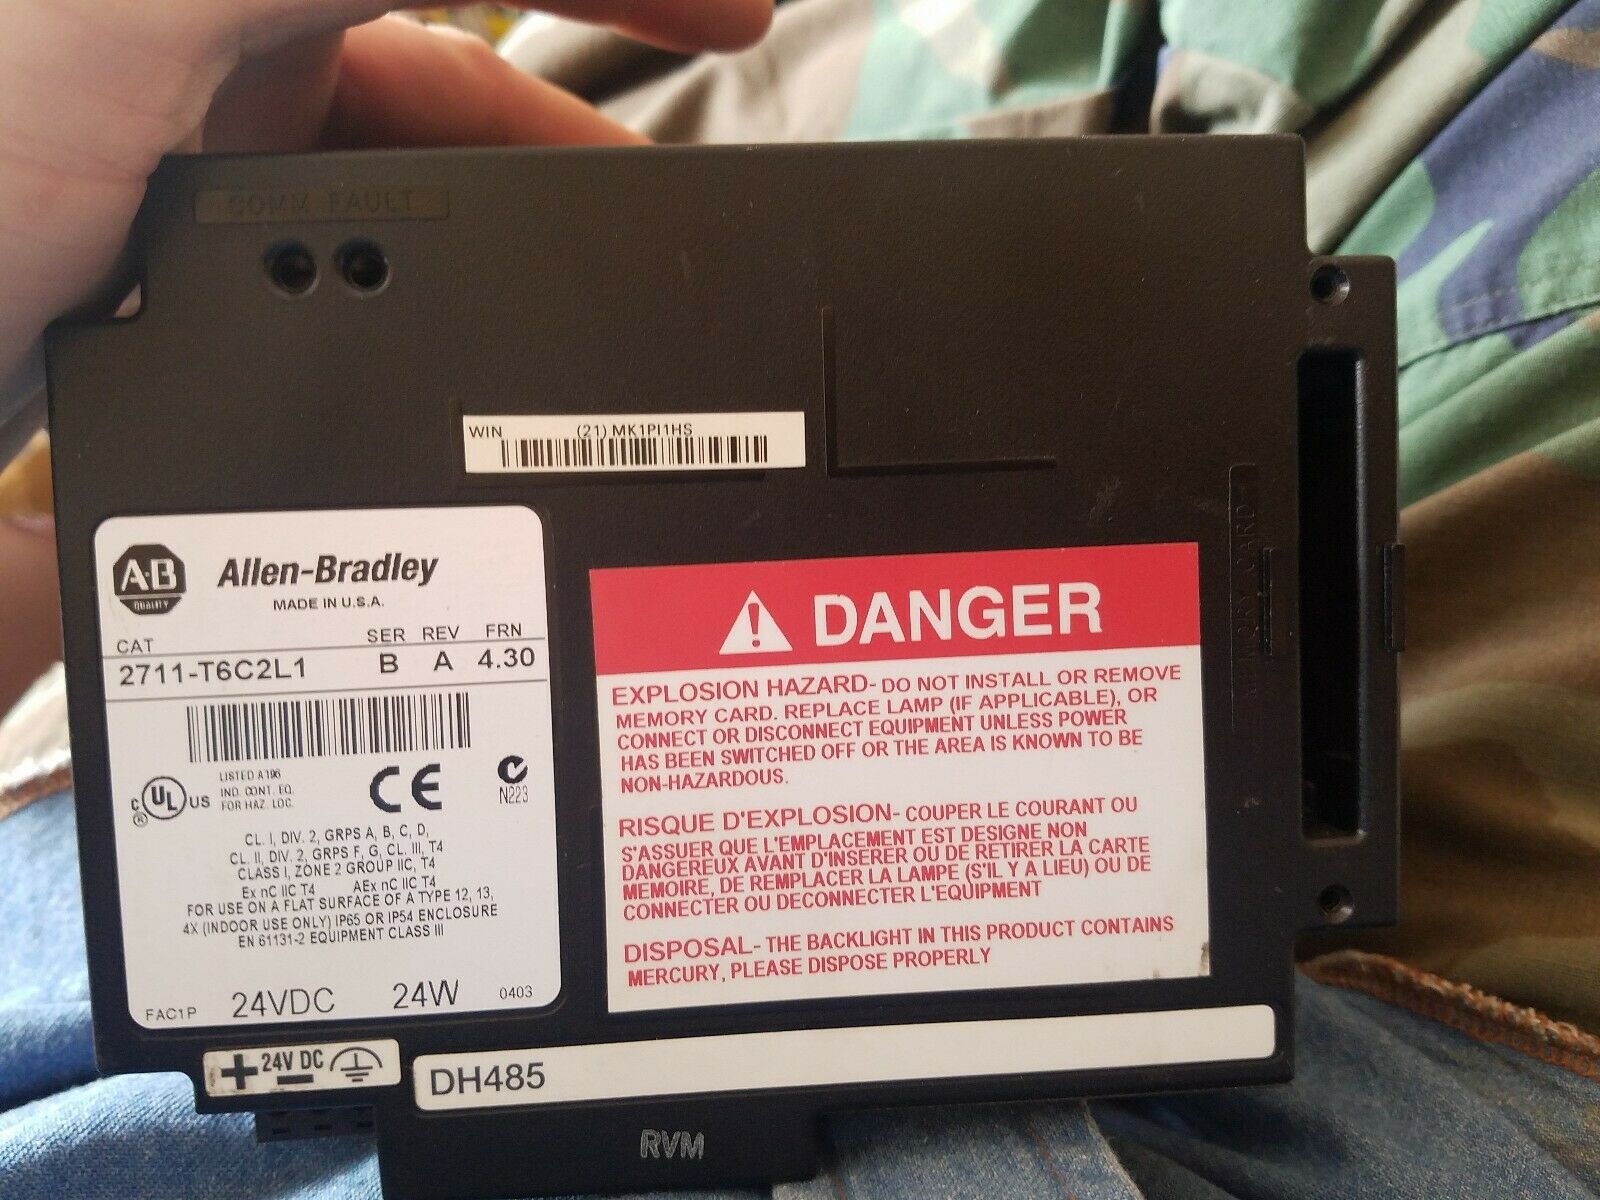 COMM FAULT
WIN (21) MK1PI1HS
A·B
QUALITY
Allen-Bradley
MADE IN U.S.A.
CAT SER REV FRN
2711-T6C2L1 B A 4.30
LISTED A196
IND. CONT. EQ.
FOR HAZ. LOC.
c UL US
®
CE
N223
CL. I, DIV. 2, GRPS A, B, C, D,
CL. II, DIV. 2, GRPS F, G, CL. III, T4
CLASS I, ZONE 2 GROUP IIC, T4
Ex nC IIC T4 AEx nC IIC T4
FOR USE ON A FLAT SURFACE OF A TYPE 12, 13,
4X (INDOOR USE ONLY) IP65 OR IP54 ENCLOSURE
EN 61131-2 EQUIPMENT CLASS III
FAC1P 24VDC 24W 0403
DANGER
EXPLOSION HAZARD- DO NOT INSTALL OR REMOVE
MEMORY CARD. REPLACE LAMP (IF APPLICABLE), OR
CONNECT OR DISCONNECT EQUIPMENT UNLESS POWER
HAS BEEN SWITCHED OFF OR THE AREA IS KNOWN TO BE
NON-HAZARDOUS.
RISQUE D'EXPLOSION- COUPER LE COURANT OU
S'ASSUER QUE L'EMPLACEMENT EST DESIGNE NON
DANGEREUX AVANT D'INSERER OU DE RETIRER LA CARTE
MEMOIRE, DE REMPLACER LA LAMPE (S'IL Y A LIEU) OU DE
CONNECTER OU DECONNECTER L'EQUIPMENT
DISPOSAL- THE BACKLIGHT IN THIS PRODUCT CONTAINS
MERCURY, PLEASE DISPOSE PROPERLY
MEMORY CARD
+ 24V DC -
DH485
RVM